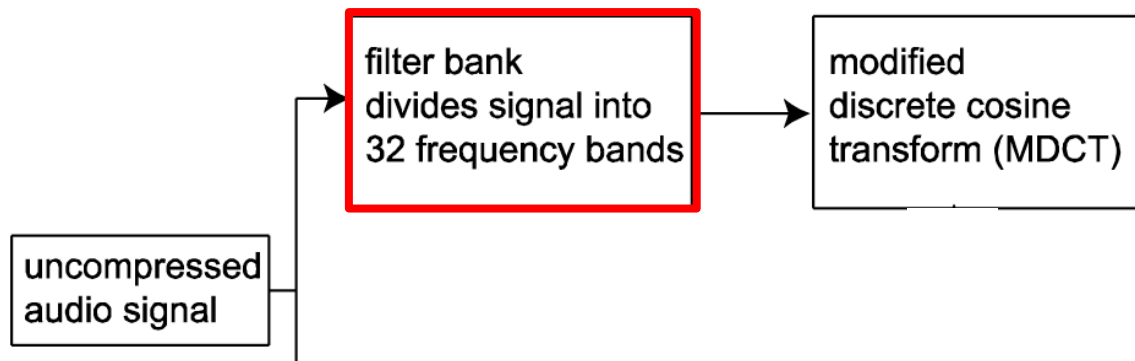 filter bank
divides signal into
32 frequency bands
modified
discrete cosine
transform (MDCT)
uncompressed
audio signal